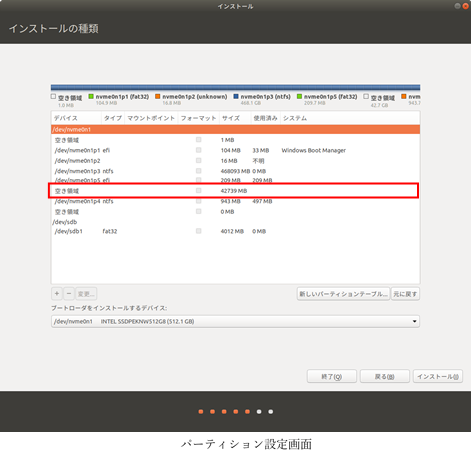 インストール
インストールの種類
空き領域 nvme0n1p1 (fat32) nvme0n1p2 (unknown) nvme0n1p3 (ntfs) nvme0n1p5 (fat32) 空き領域 nvme
1.0 MB 104.9 MB 16.8 MB 468.1 GB 209.7 MB 42.7 GB 943.
デバイス タイプ マウントポイント フォーマット サイズ 使用済み システム
/dev/nvme0n1
空き領域 1 MB
/dev/nvme0n1p1 efi 104 MB 33 MB Windows Boot Manager
/dev/nvme0n1p2 16 MB 不明
/dev/nvme0n1p3 ntfs 468093 MB 0 MB
/dev/nvme0n1p5 efi 209 MB 209 MB
空き領域 42739 MB
/dev/nvme0n1p4 ntfs 943 MB 497 MB
空き領域 0 MB
/dev/sdb
/dev/sdb1 fat32 4012 MB 0 MB
+ − 変更... 新しいパーティションテーブル... 元に戻す
ブートローダをインストールするデバイス:
/dev/nvme0n1 INTEL SSDPEKNW512G8 (512.1 GB)
終了(Q) 戻る(B) インストール(I)
パーティション設定画面